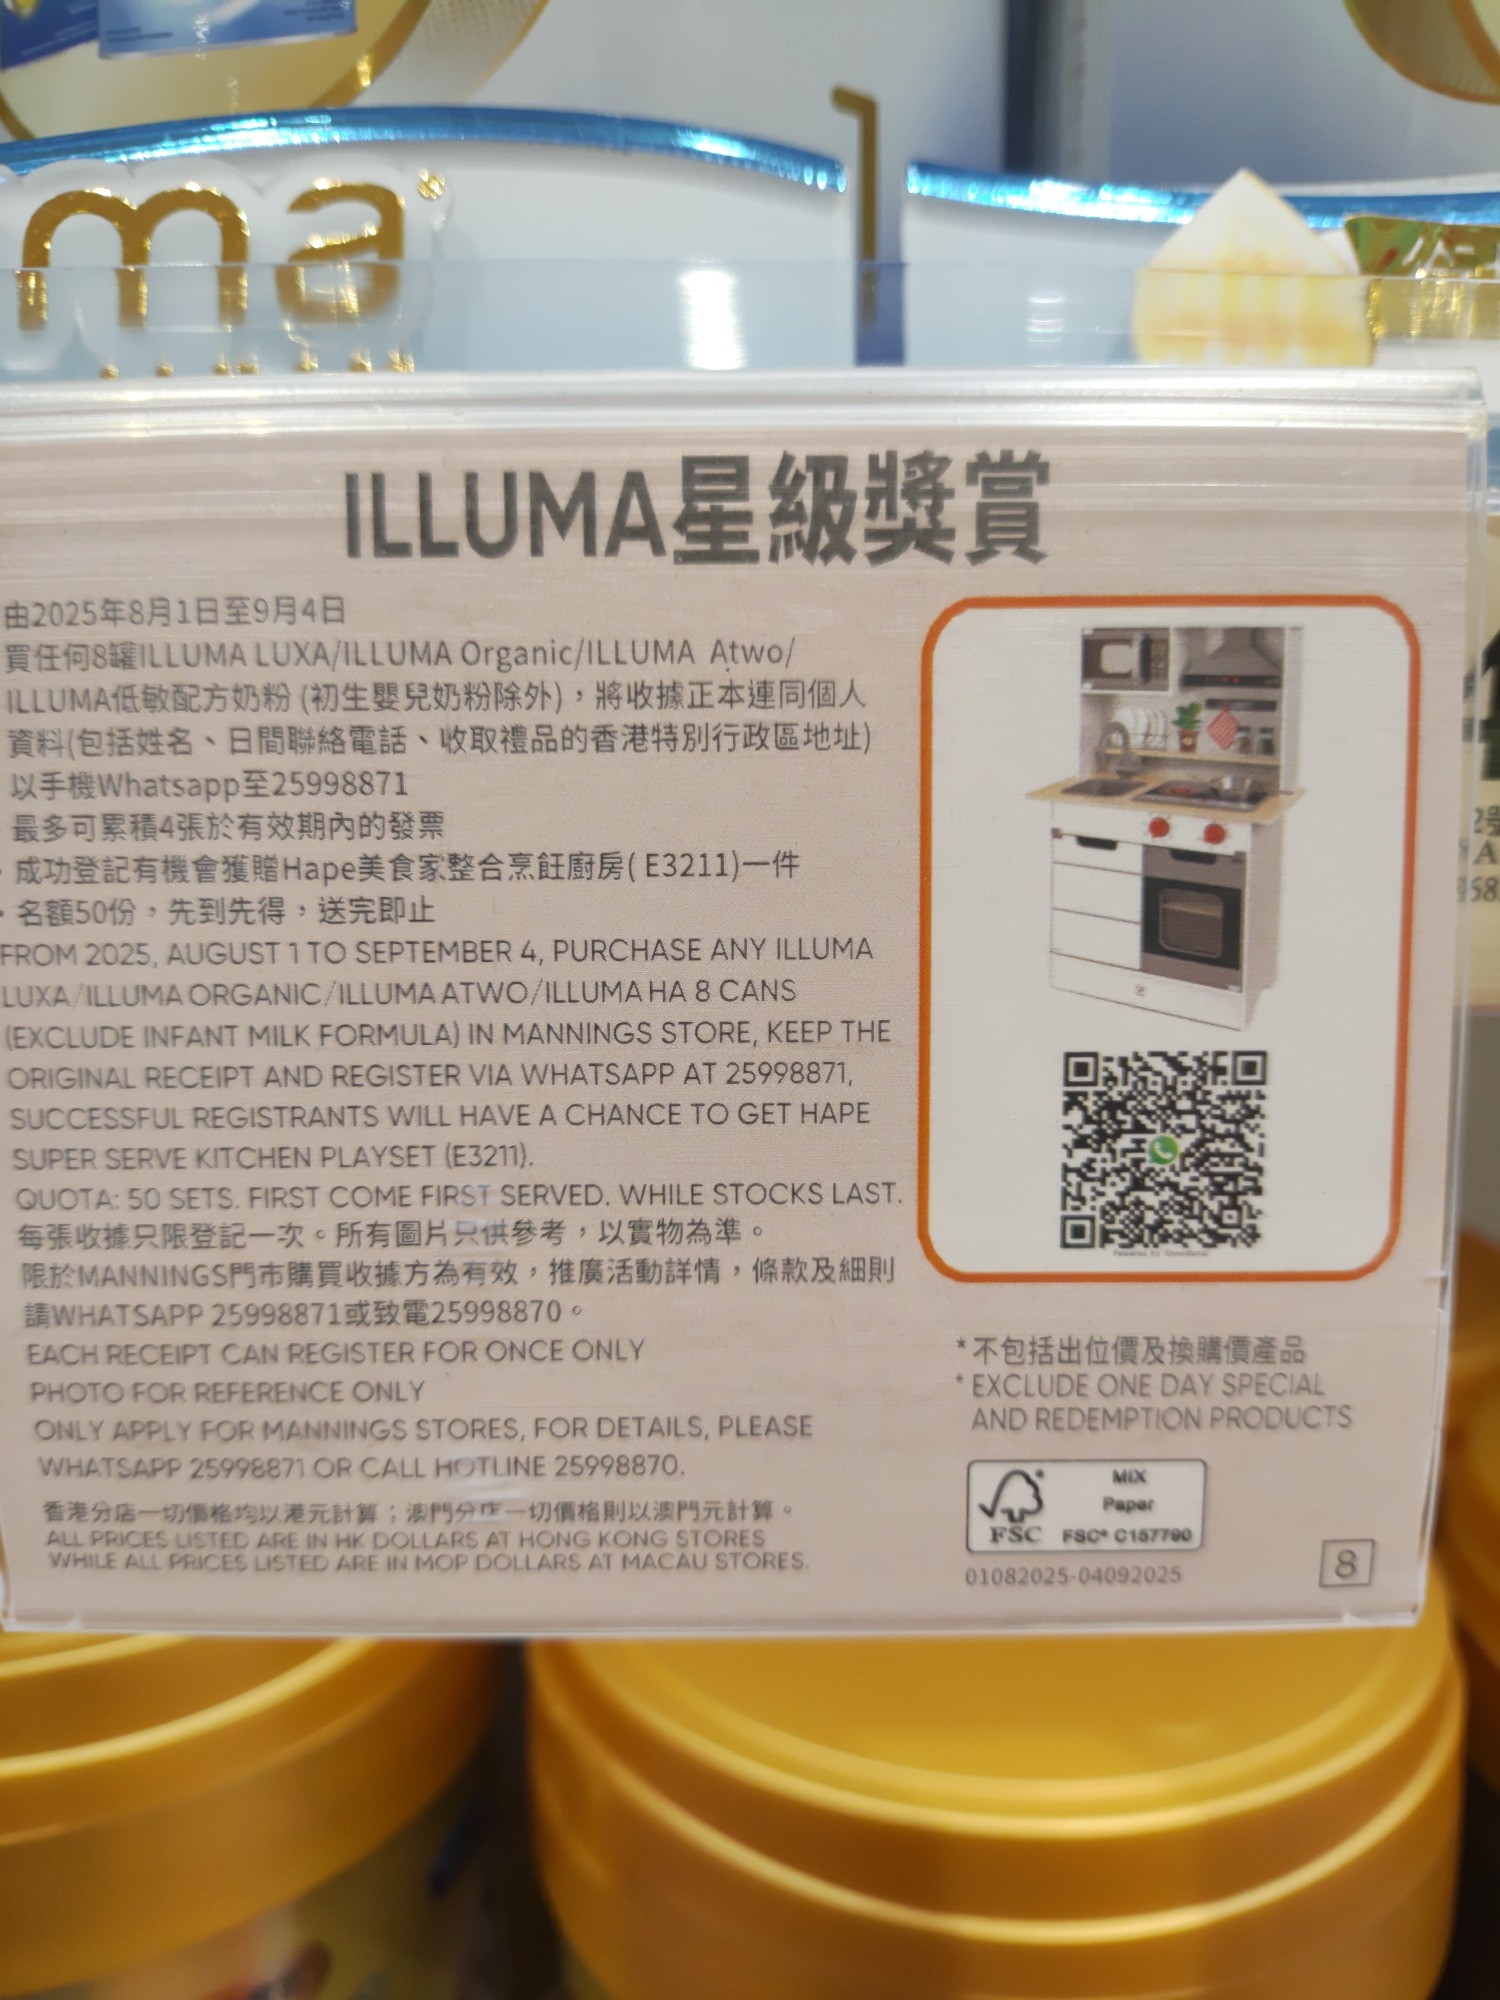 ma
ILLUMA星級獎賞
由2025年8月1日至9月4日
買任何8罐ILLUMA LUXA/ILLUMA Organic/ILLUMA Atwo/
ILLUMA低敏配方奶粉 (初生嬰兒奶粉除外)，將收據正本連同個人
資料(包括姓名、日間聯絡電話、收取禮品的香港特別行政區地址)
以手機Whatsapp至25998871
· 最多可累積4張於有效期內的發票
· 成功登記有機會獲贈Hape美食家整合烹飪廚房( E3211)一件
· 名額50份，先到先得，送完即止
FROM 2025, AUGUST 1 TO SEPTEMBER 4, PURCHASE ANY ILLUMA
LUXA/ILLUMA ORGANIC/ILLUMA ATWO/ILLUMA HA 8 CANS
(EXCLUDE INFANT MILK FORMULA) IN MANNINGS STORE, KEEP THE
ORIGINAL RECEIPT AND REGISTER VIA WHATSAPP AT 25998871,
SUCCESSFUL REGISTRANTS WILL HAVE A CHANCE TO GET HAPE
SUPER SERVE KITCHEN PLAYSET (E3211).
QUOTA: 50 SETS. FIRST COME FIRST SERVED. WHILE STOCKS LAST.
每張收據只限登記一次。所有圖片只供參考，以實物為準。
限於MANNINGS門市購買收據方為有效，推廣活動詳情，條款及細則
請WHATSAPP 25998871或致電25998870。
EACH RECEIPT CAN REGISTER FOR ONCE ONLY
PHOTO FOR REFERENCE ONLY
ONLY APPLY FOR MANNINGS STORES, FOR DETAILS, PLEASE
WHATSAPP 25998871 OR CALL HOTLINE 25998870.
香港分店一切價格均以港元計算；澳門分店一切價格則以澳門元計算。
ALL PRICES LISTED ARE IN HK DOLLARS AT HONG KONG STORES
WHILE ALL PRICES LISTED ARE IN MOP DOLLARS AT MACAU STORES.
*不包括出位價及換購價產品
*EXCLUDE ONE DAY SPECIAL
AND REDEMPTION PRODUCTS
FSC
MIX
Paper
FSC® C157790
01082025-04092025
8